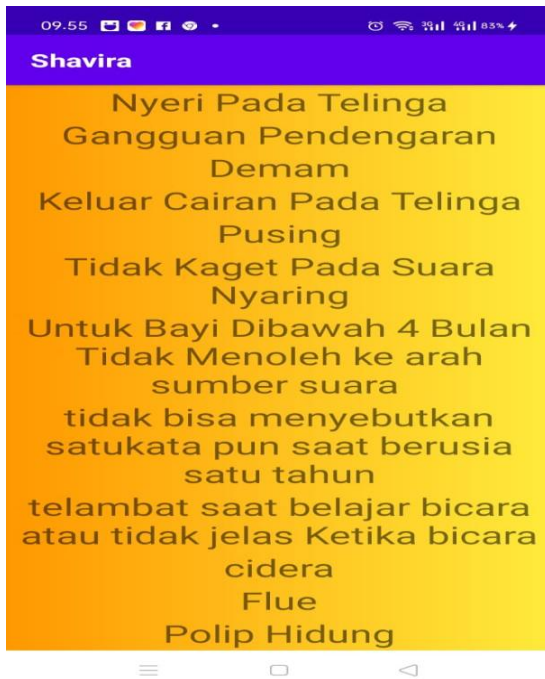 09.55
83%
Shavira
Nyeri Pada Telinga
Gangguan Pendengaran
Demam
Keluar Cairan Pada Telinga
Pusing
Tidak Kaget Pada Suara
Nyaring
Untuk Bayi Dibawah 4 Bulan
Tidak Menoleh ke arah
sumber suara
tidak bisa menyebutkan
satukata pun saat berusia
satu tahun
telambat saat belajar bicara
atau tidak jelas Ketika bicara
cidera
Flue
Polip Hidung